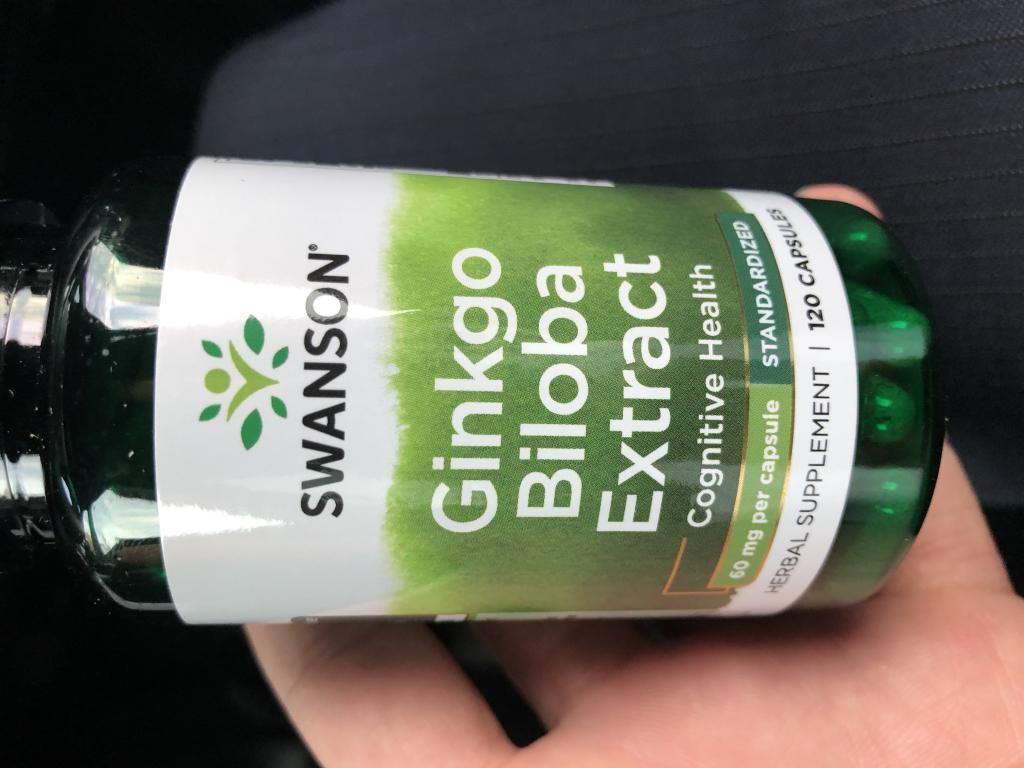 SWANSON®
Ginkgo
Biloba
Extract
Cognitive Health
60 mg per capsule STANDARDIZED
HERBAL SUPPLEMENT | 120 CAPSULES